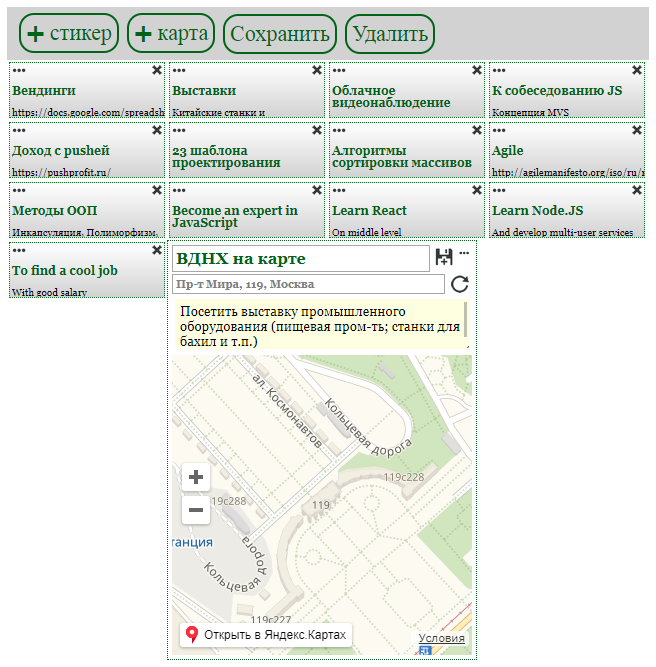 + стикер + карта Сохранить Удалить
Вендинги
https://docs.google.com/spreadsh
Выставки
Китайские станки и
Облачное
видеонаблюдение
К собеседованию JS
Концепция MVS
Доход с pushей
https://pushprofit.ru/
23 шаблона
проектирования
Алгоритмы
сортировки массивов
Agile
http://agilemanifesto.org/iso/ru/
Методы ООП
Инкапсуляция, Полиморфизм,
Become an expert in
JavaScript
Learn React
On middle level
Learn Node.JS
And develop multi-user services
To find a cool job
With good salary
ВДНХ на карте
Пр-т Мира, 119, Москва
Посетить выставку промышленного
оборудования (пищевая пром-ть; станки для
бахил и т.п.)
ал. Космонавтов
Кольцевая дорога
119с228
119с288
119
танция
Кольцевая дорога
119с227
Открыть в Яндекс.Картах
Условия